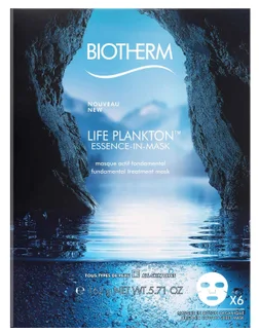 BIOTHERM
NOUVEAU
NEW
LIFE PLANKTON™
ESSENCE-IN-MASK
masque actif fondamental
fundamental treatment mask
NET WT. 5.71 OZ
X6